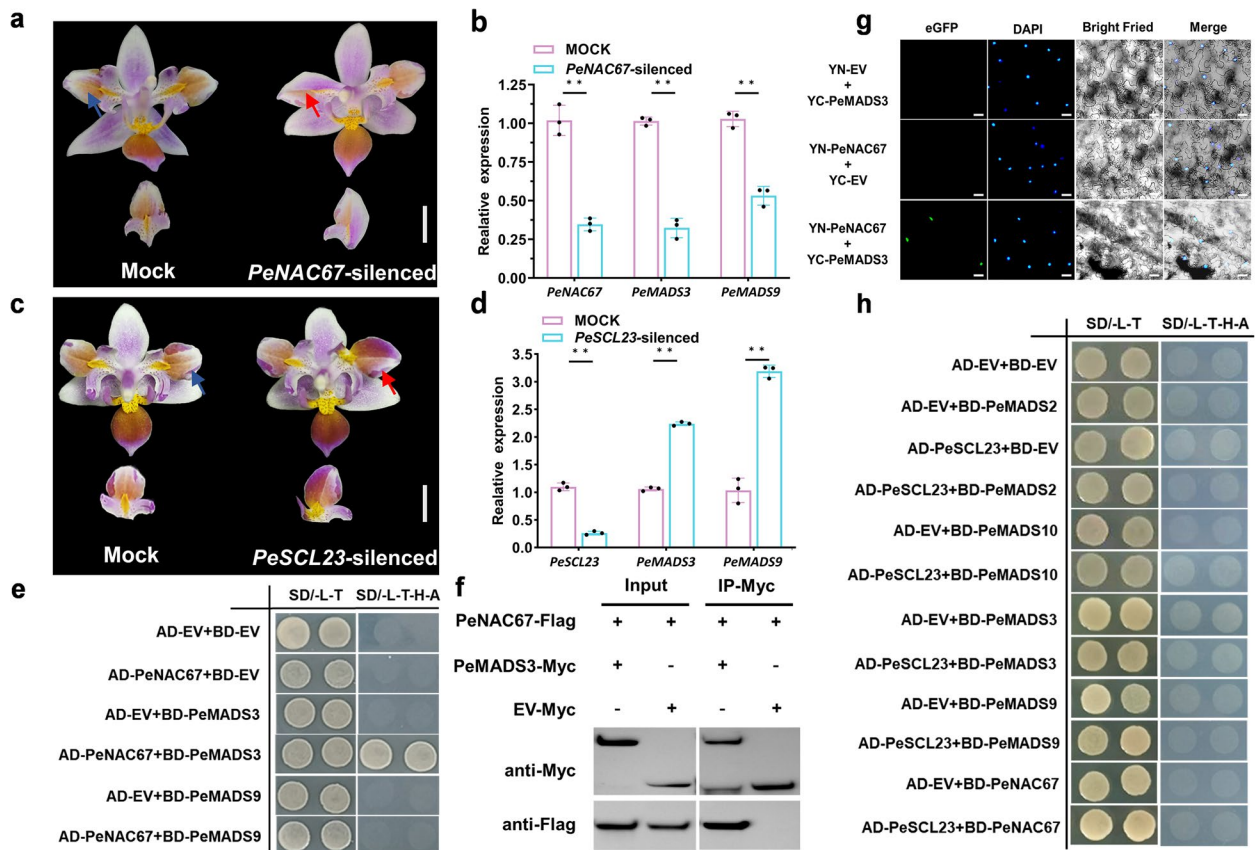 a
Mock
PeNAC67-silenced
b
MOCK
PeNAC67-silenced
Realative expression
1.25
1.00
0.75
0.50
0.25
0.00
**
**
**
PeNAC67
PeMADS3
PeMADS9
c
Mock
PeSCL23-silenced
d
MOCK
PeSCL23-silenced
Realative expression
3.5
3.0
2.5
2.0
1.5
1.0
0.5
0.0
**
**
**
PeSCL23
PeMADS3
PeMADS9
e
SD/-L-T SD/-L-T-H-A
AD-EV+BD-EV
AD-PeNAC67+BD-EV
AD-EV+BD-PeMADS3
AD-PeNAC67+BD-PeMADS3
AD-EV+BD-PeMADS9
AD-PeNAC67+BD-PeMADS9
f
Input IP-Myc
PeNAC67-Flag + + + +
PeMADS3-Myc + - + -
EV-Myc - + - +
anti-Myc
anti-Flag
g
eGFP DAPI Bright Fried Merge
YN-EV
+
YC-PeMADS3
YN-PeNAC67
+
YC-EV
YN-PeNAC67
+
YC-PeMADS3
h
SD/-L-T SD/-L-T-H-A
AD-EV+BD-EV
AD-EV+BD-PeMADS2
AD-PeSCL23+BD-EV
AD-PeSCL23+BD-PeMADS2
AD-EV+BD-PeMADS10
AD-PeSCL23+BD-PeMADS10
AD-EV+BD-PeMADS3
AD-PeSCL23+BD-PeMADS3
AD-EV+BD-PeMADS9
AD-PeSCL23+BD-PeMADS9
AD-EV+BD-PeNAC67
AD-PeSCL23+BD-PeNAC67